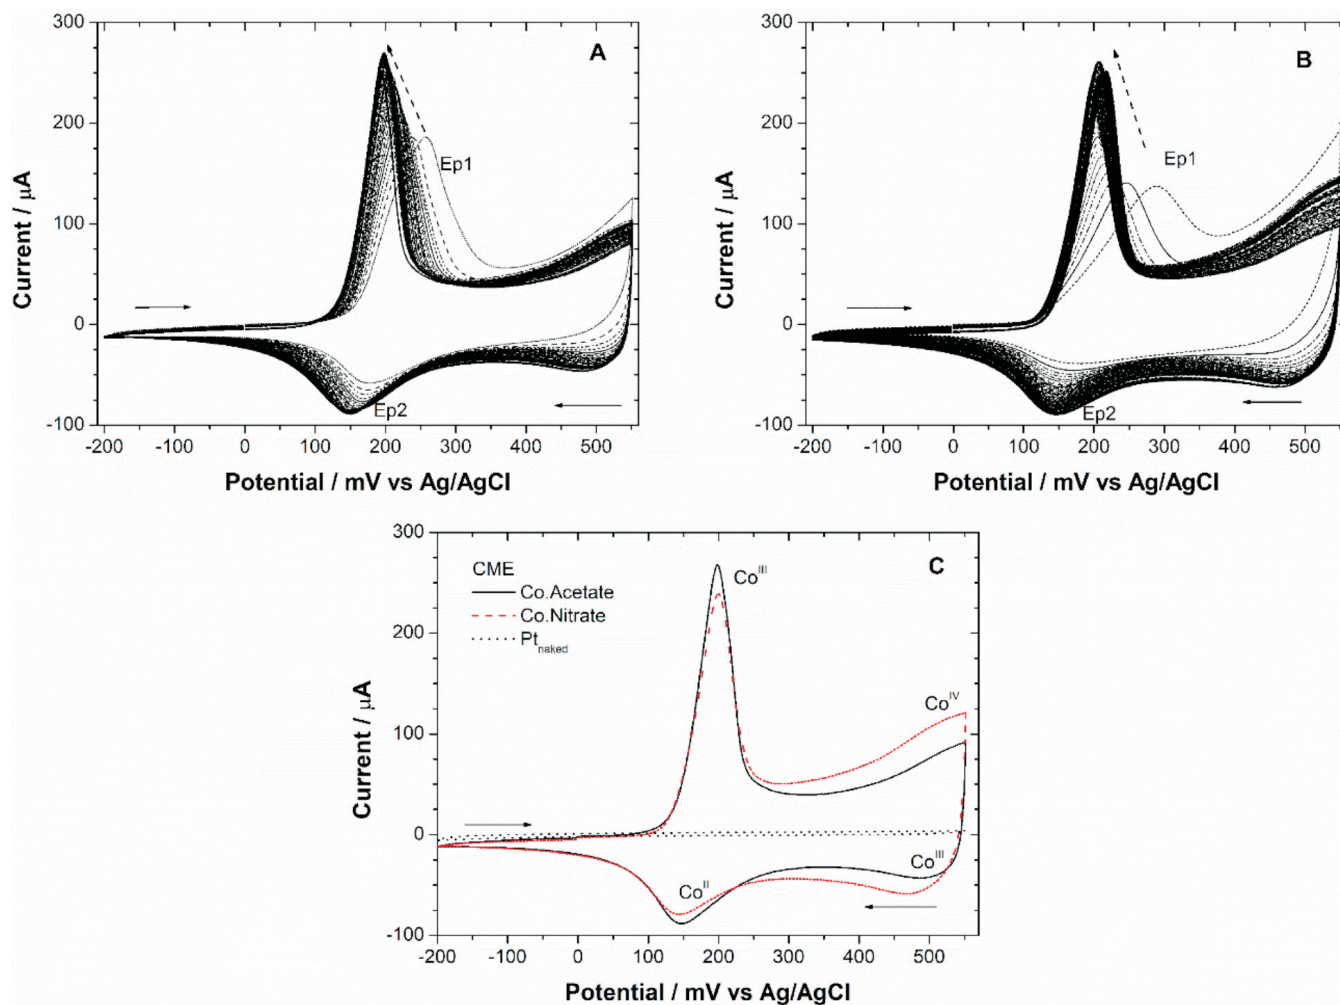 300
A
200
Ep1
100
0
Ep2
-100
-200 -100 0 100 200 300 400 500
Current / μA
Potential / mV vs Ag/AgCl
300
B
200
Ep1
100
0
Ep2
-100
-200 -100 0 100 200 300 400 500
Current / μA
Potential / mV vs Ag/AgCl
300
CME
C
Co.Acetate
Co.Nitrate
Pt naked
Co III
200
100
Co IV
0
Co III
Co II
-100
-200 -100 0 100 200 300 400 500
Current / μA
Potential / mV vs Ag/AgCl